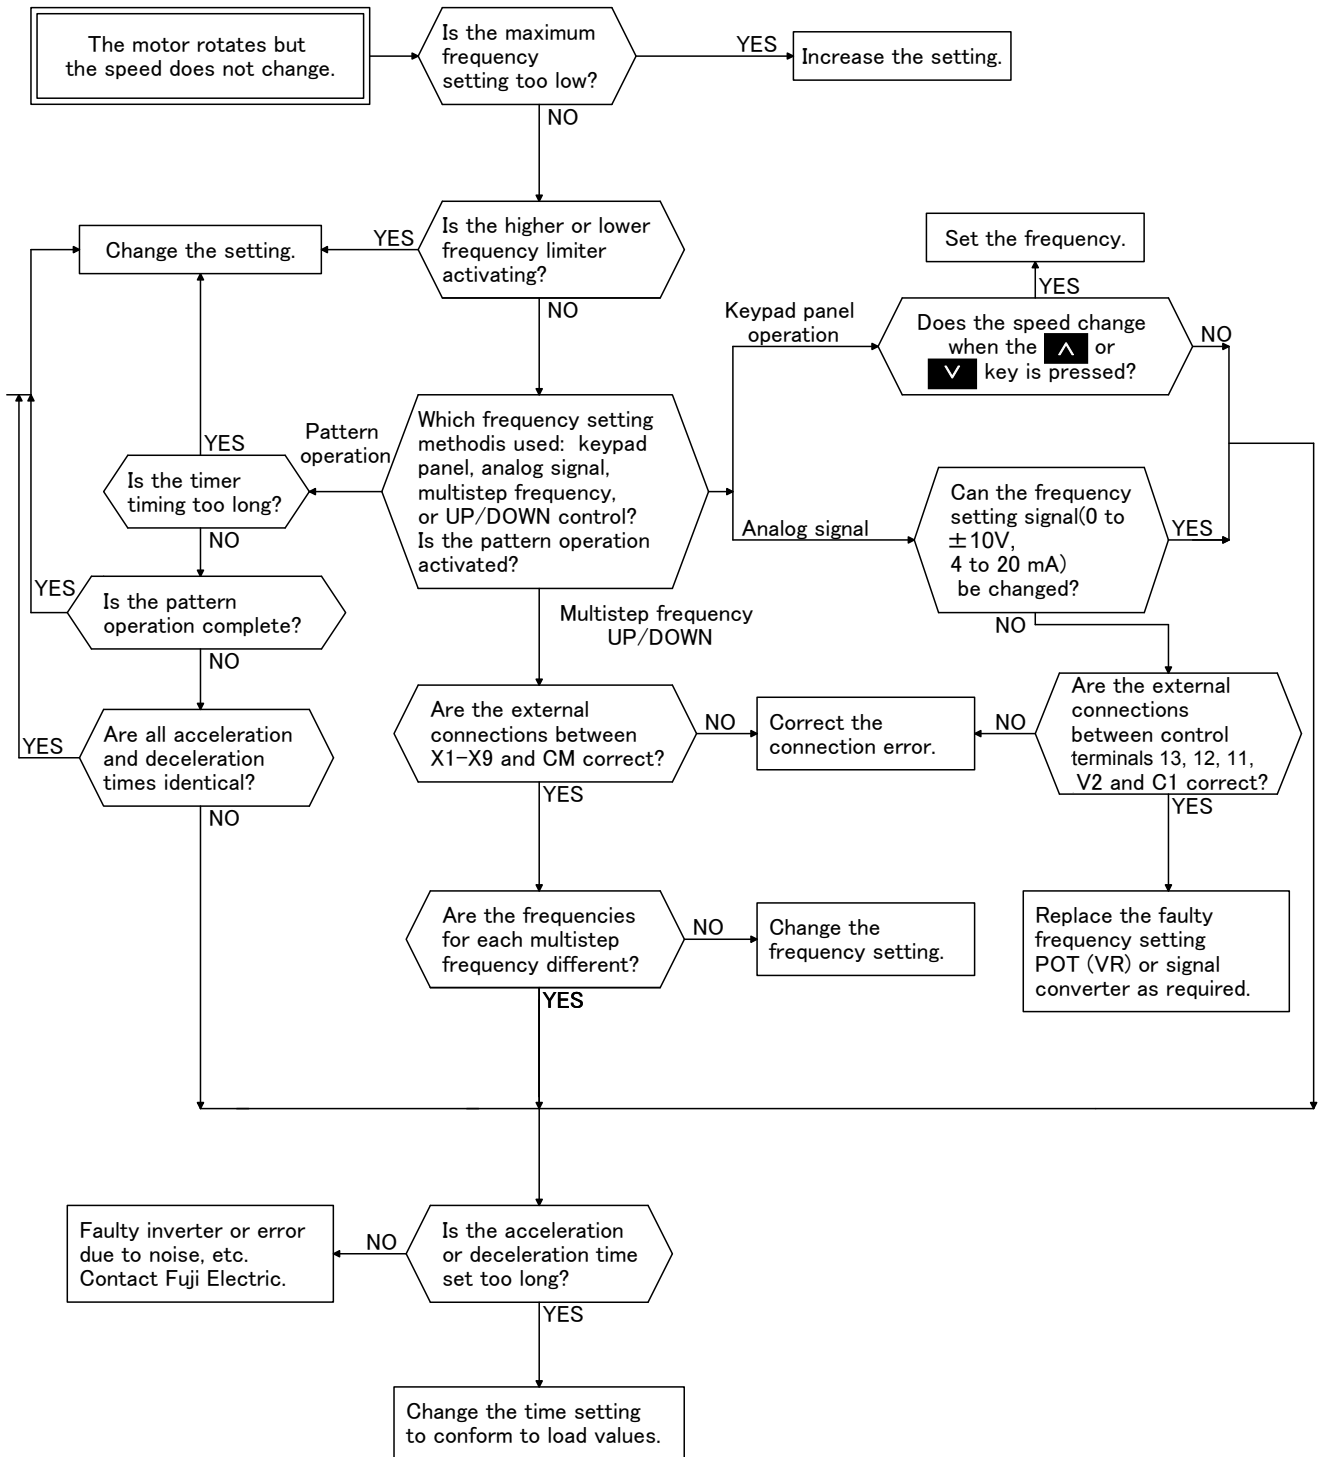 The motor rotates but
the speed does not change.
Is the maximum
frequency
setting too low?
YES
Increase the setting.
NO
Change the setting.
YES
Is the higher or lower
frequency limiter
activating?
NO
Set the frequency.
YES
Keypad panel
operation
Does the speed change
when the ∧ or
∨ key is pressed?
NO
Pattern
operation
Which frequency setting
methodis used: keypad
panel, analog signal,
multistep frequency,
or UP/DOWN control?
Is the pattern operation
activated?
YES
Is the timer
timing too long?
NO
Analog signal
Can the frequency
setting signal(0 to
±10V,
4 to 20 mA)
be changed?
YES
NO
YES
Is the pattern
operation complete?
NO
Multistep frequency
UP/DOWN
YES
Are all acceleration
and deceleration
times identical?
NO
Are the external
connections between
X1-X9 and CM correct?
NO
YES
Correct the
connection error.
NO
Are the external
connections
between control
terminals 13, 12, 11,
V2 and C1 correct?
YES
Are the frequencies
for each multistep
frequency different?
NO
YES
Change the
frequency setting.
Replace the faulty
frequency setting
POT (VR) or signal
converter as required.
Faulty inverter or error
due to noise, etc.
Contact Fuji Electric.
NO
Is the acceleration
or deceleration time
set too long?
YES
Change the time setting
to conform to load values.